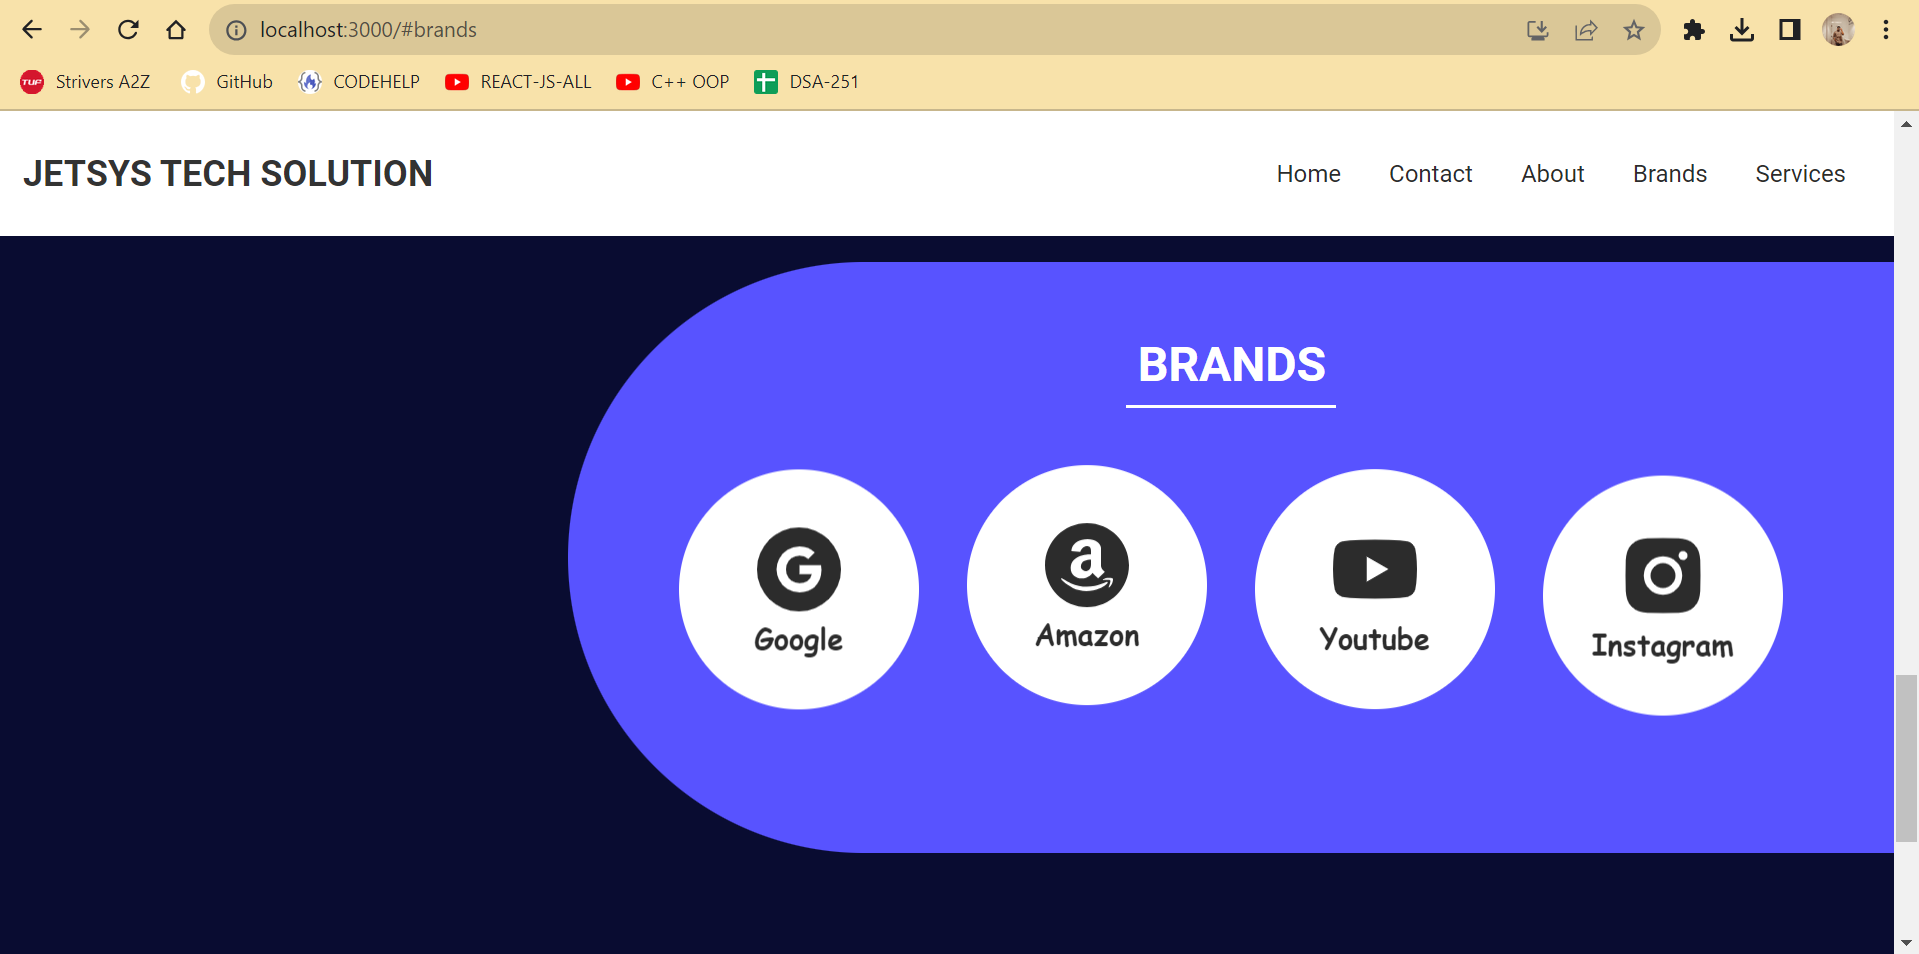 localhost:3000/#brands
TUF Strivers A2Z GitHub CODEHELP REACT-JS-ALL C++ OOP DSA-251
JETSYS TECH SOLUTION Home Contact About Brands Services
BRANDS
G a
Google Amazon Youtube Instagram